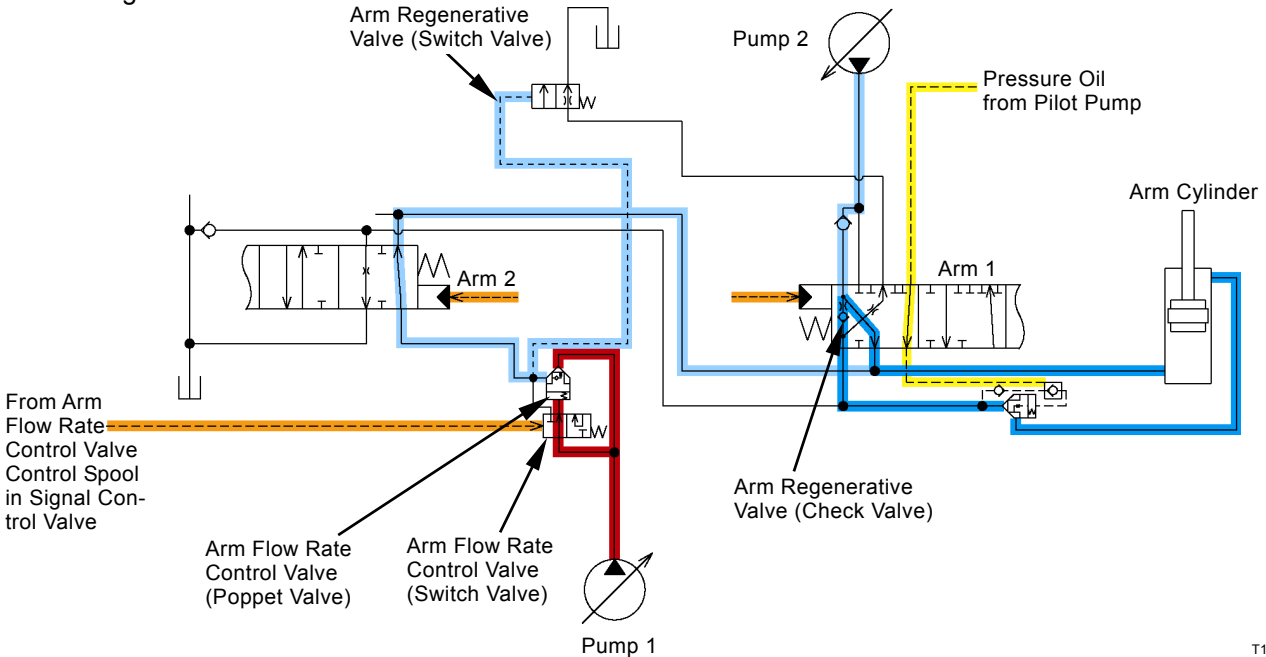 Arm Regenerative
Valve (Switch Valve)
Pump 2
Pressure Oil
from Pilot Pump
Arm Cylinder
Arm 2
Arm 1
From Arm
Flow Rate
Control Valve
Control Spool
in Signal Con-
trol Valve
Arm Regenerative
Valve (Check Valve)
Arm Flow Rate
Control Valve
(Poppet Valve)
Arm Flow Rate
Control Valve
(Switch Valve)
Pump 1
T1